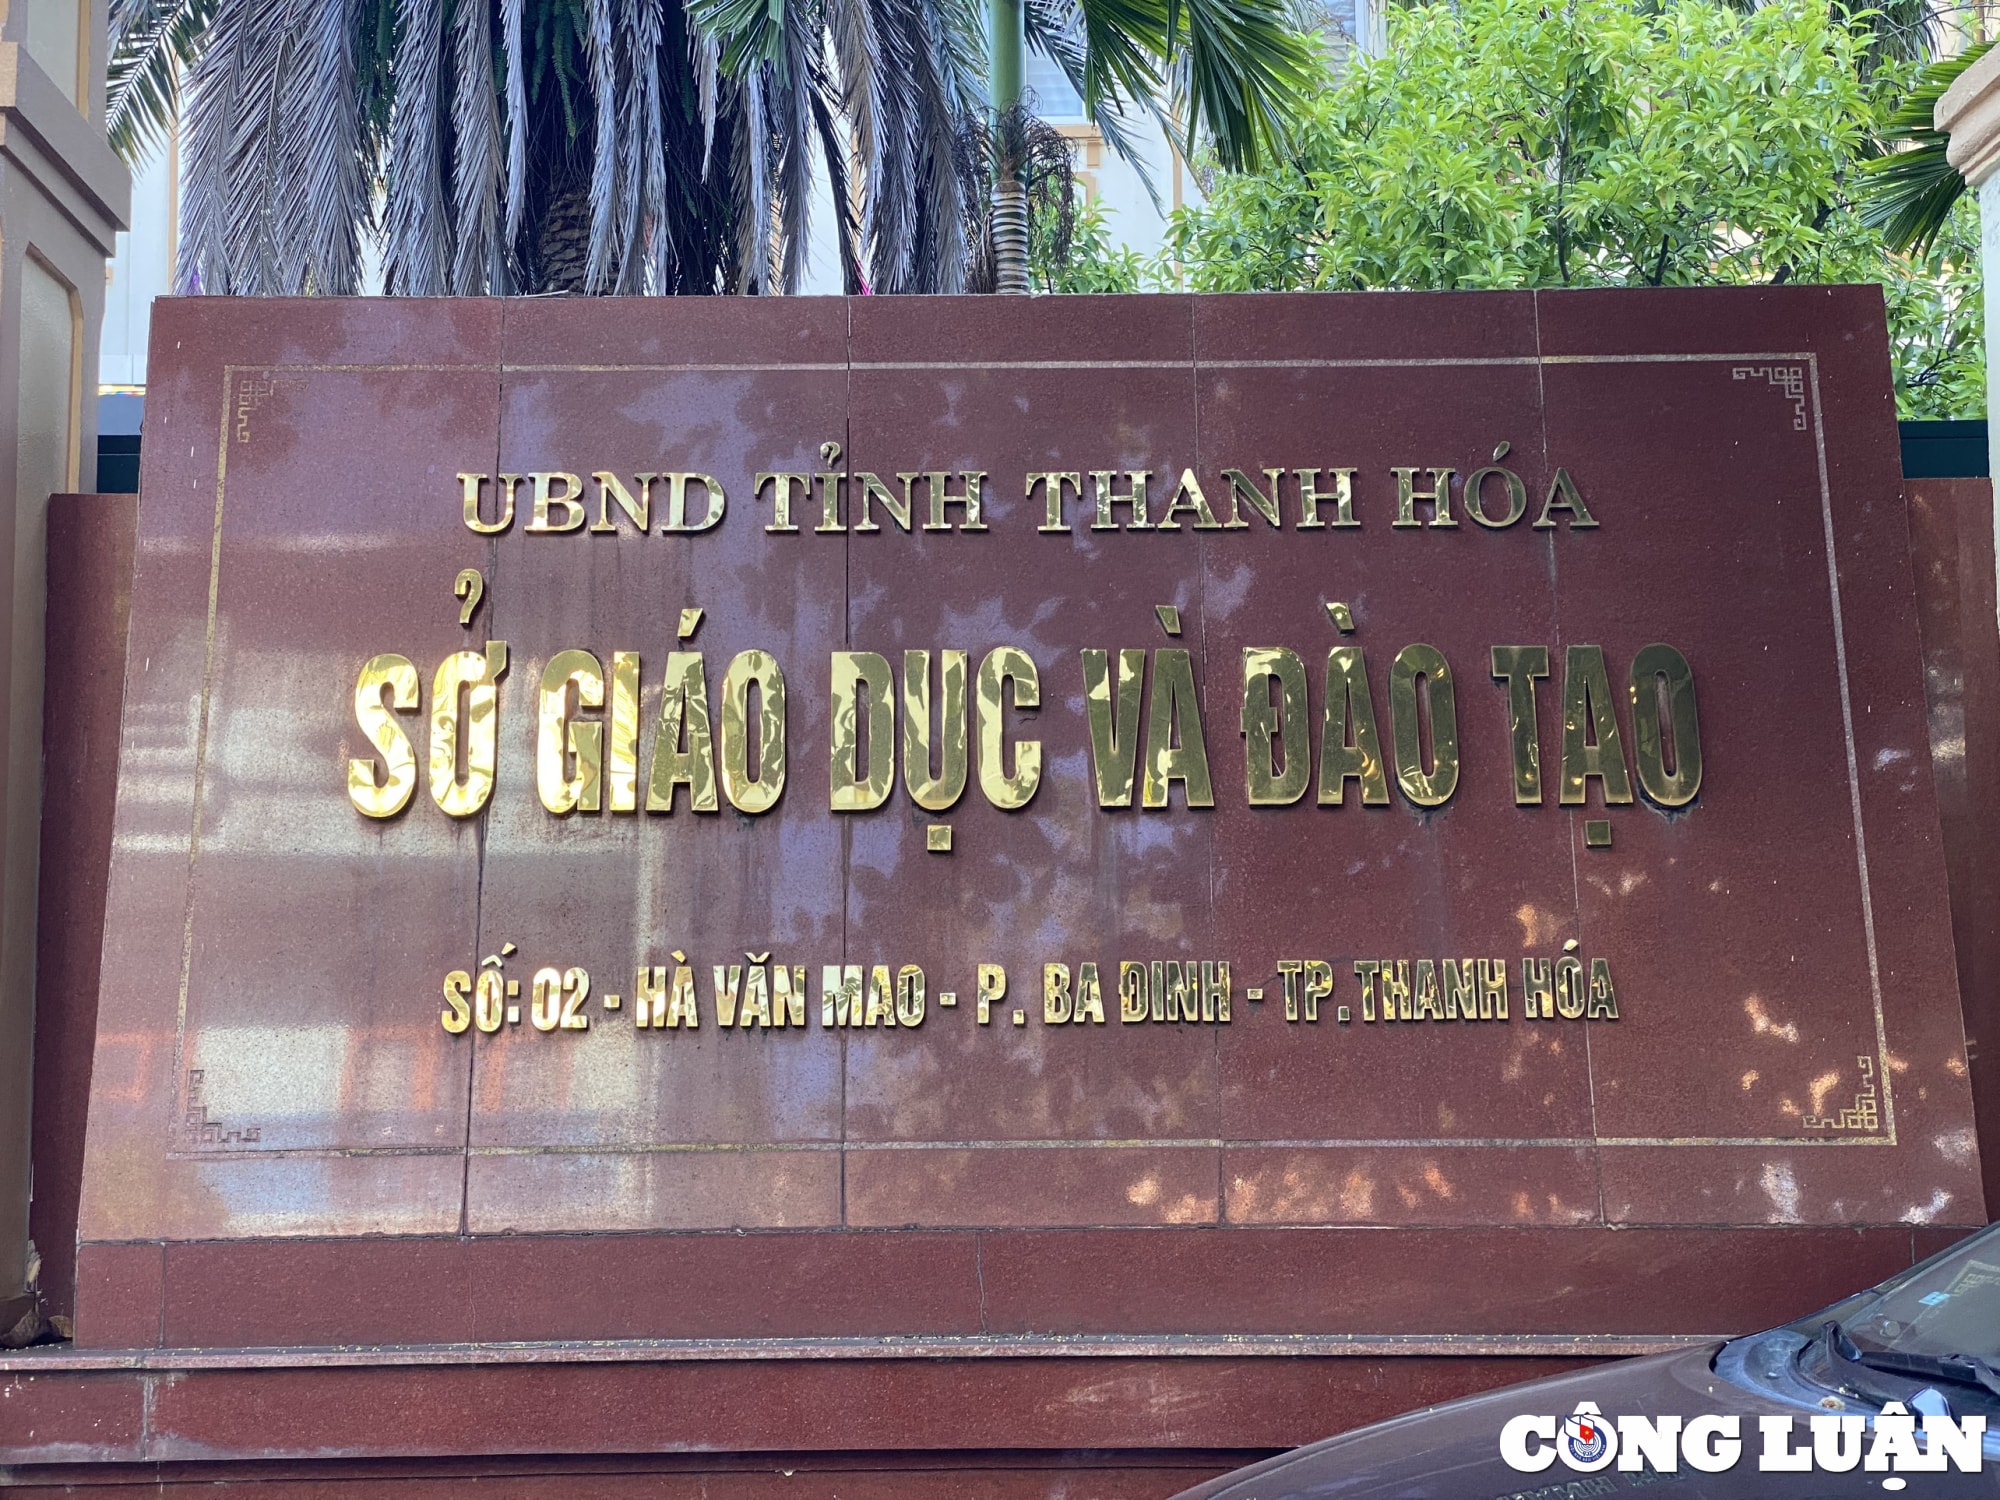 UBND TỈNH THANH HÓA
SỞ GIÁO DỤC VÀ ĐÀO TẠO
SỐ: 02 - HÀ VĂN MAO - P. BA ĐINH - TP. THANH HÓA
CÔNG LUẬN